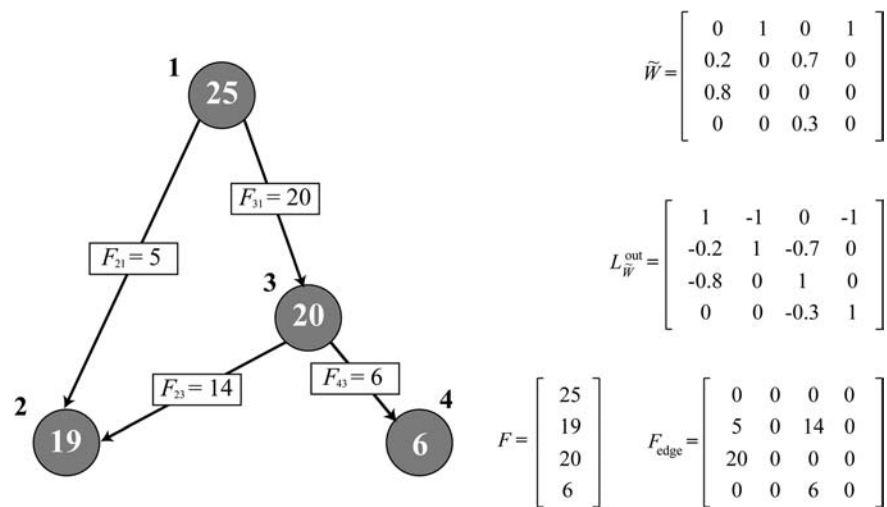 1
25
F₃₁ = 20
F₂₁ = 5
3
20
F₂₃ = 14
F₄₃ = 6
2
19
4
6
W̃ =
0 1 0 1
0.2 0 0.7 0
0.8 0 0 0
0 0 0.3 0
L^out_W̃ =
1 -1 0 -1
-0.2 1 -0.7 0
-0.8 0 1 0
0 0 -0.3 1
F =
25
19
20
6
F_edge =
0 0 0 0
5 0 14 0
20 0 0 0
0 0 6 0